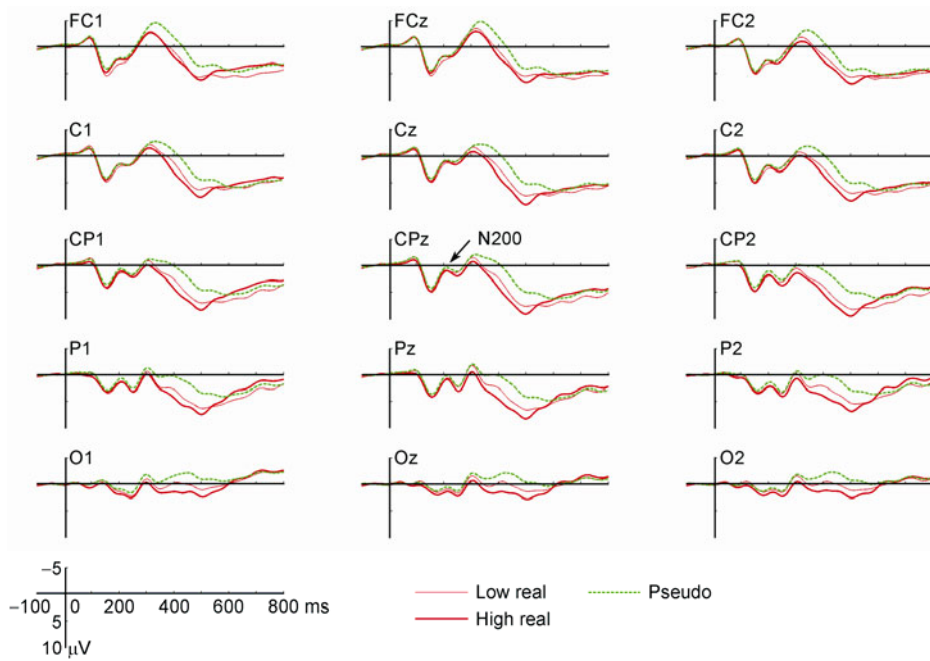 FC1 FCz FC2
C1 Cz C2
N200
CP1 CPz CP2
P1 Pz P2
O1 Oz O2
−5
−100 0 200 400 600 800 ms
5
10 μV
Low real Pseudo
High real